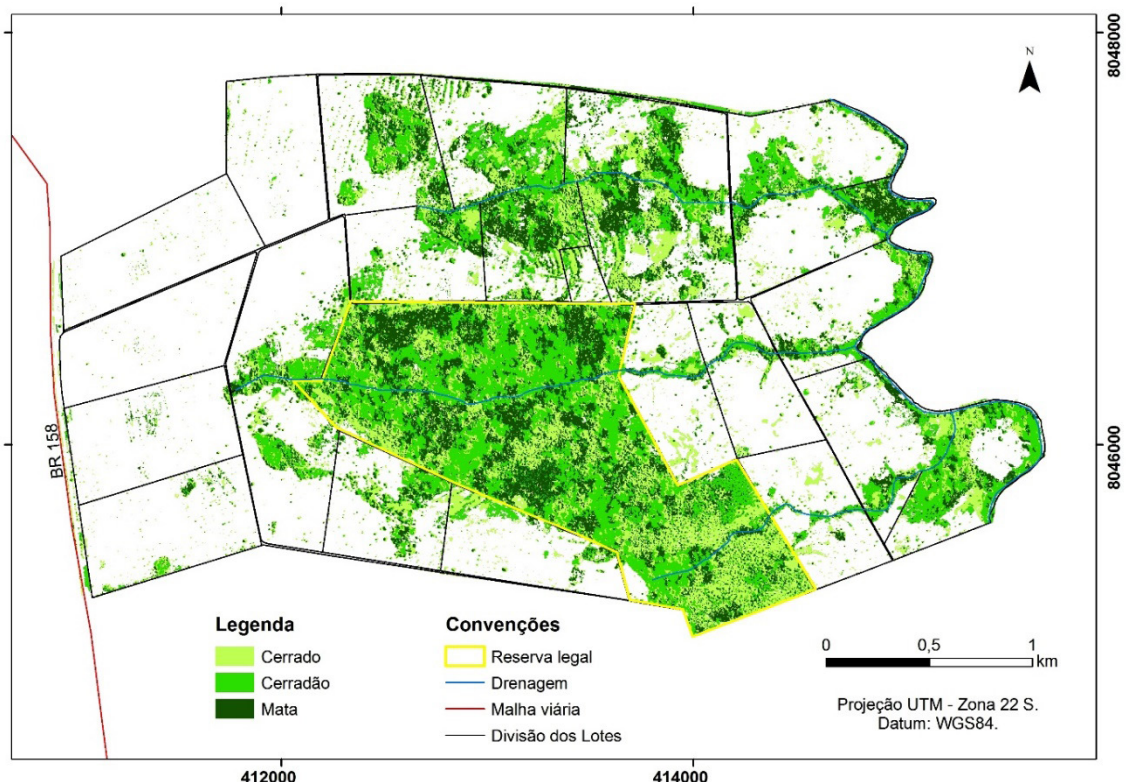 N
8048000
8046000
BR 158
Legenda
Cerrado
Cerradão
Mata
Convenções
Reserva legal
Drenagem
Malha viária
Divisão dos Lotes
0 0,5 1
km
Projeção UTM - Zona 22 S.
Datum: WGS84.
412000 414000